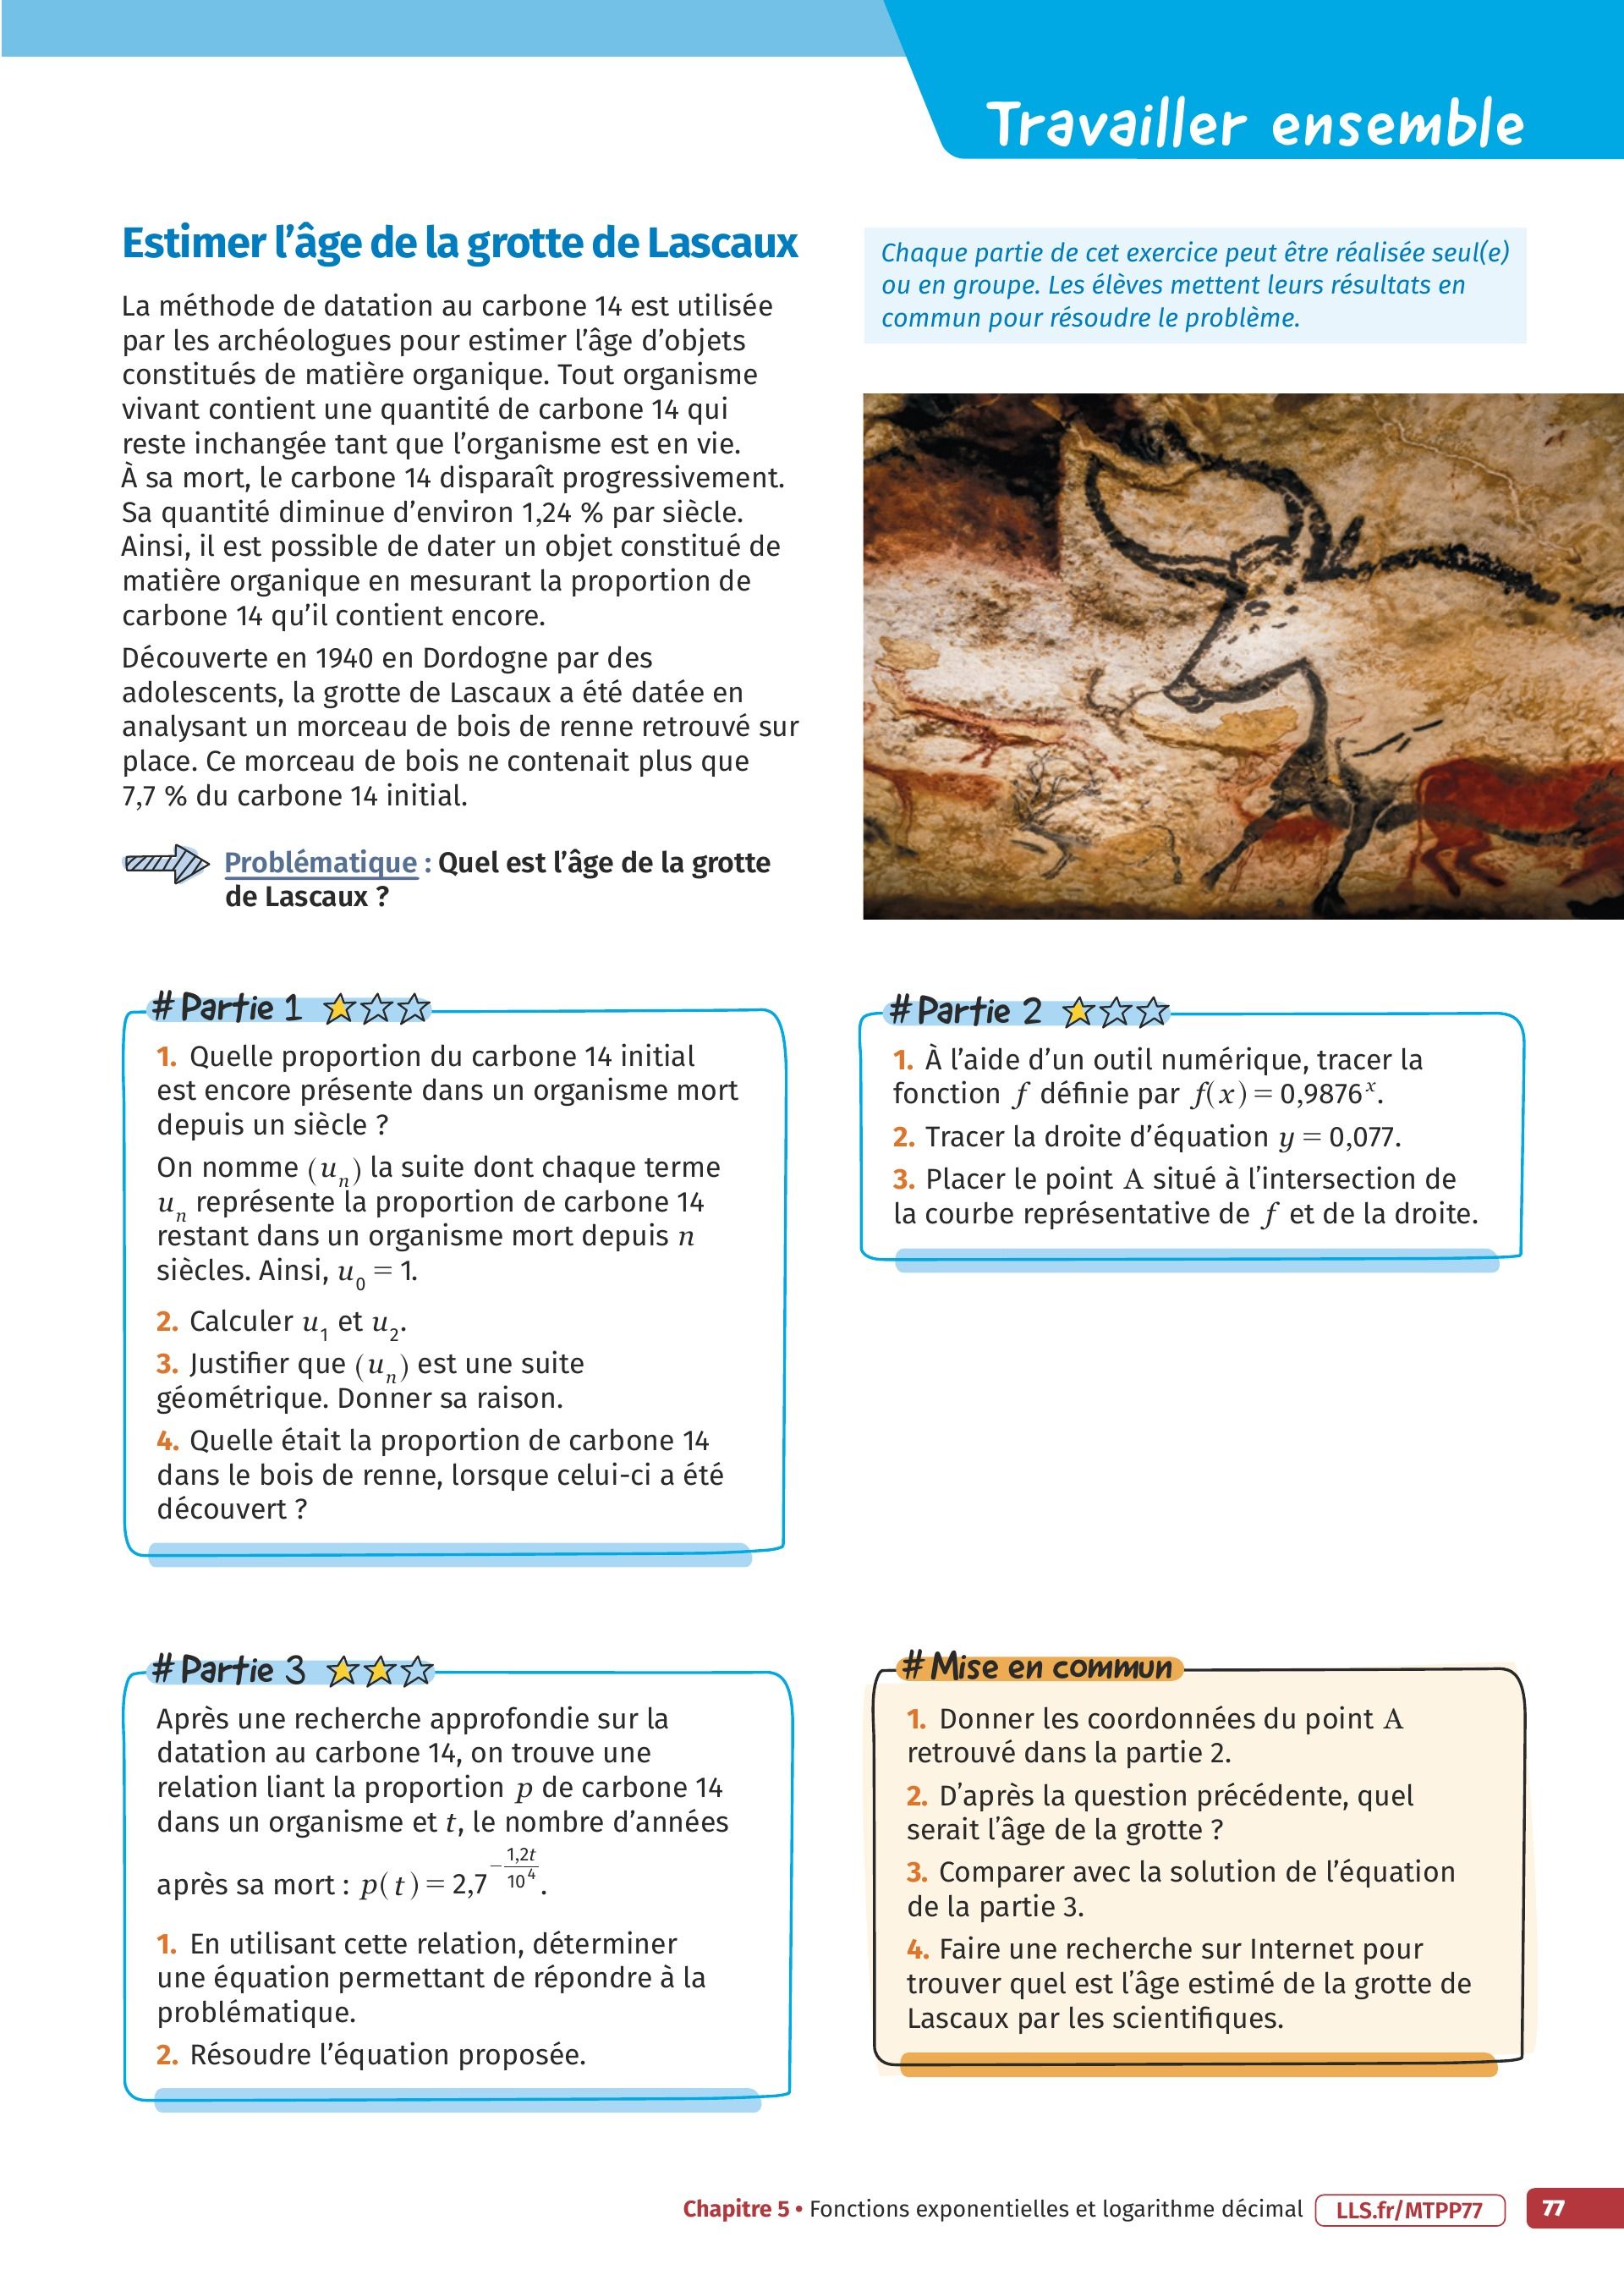 Travailler ensemble
Estimer l'âge de la grotte de Lascaux
La méthode de datation au carbone 14 est utilisée
par les archéologues pour estimer l'âge d'objets
constitués de matière organique. Tout organisme
vivant contient une quantité de carbone 14 qui
reste inchangée tant que l'organisme est en vie.
À sa mort, le carbone 14 disparaît progressivement.
Sa quantité diminue d'environ 1,24 % par siècle.
Ainsi, il est possible de dater un objet constitué de
matière organique en mesurant la proportion de
carbone 14 qu'il contient encore.
Découverte en 1940 en Dordogne par des
adolescents, la grotte de Lascaux a été datée en
analysant un morceau de bois de renne retrouvé sur
place. Ce morceau de bois ne contenait plus que
7,7 % du carbone 14 initial.
Problématique : Quel est l'âge de la grotte
de Lascaux ?
Chaque partie de cet exercice peut être réalisée seul(e)
ou en groupe. Les élèves mettent leurs résultats en
commun pour résoudre le problème.
# Partie 1
1. Quelle proportion du carbone 14 initial
est encore présente dans un organisme mort
depuis un siècle ?
On nomme (uₙ) la suite dont chaque terme
uₙ représente la proportion de carbone 14
restant dans un organisme mort depuis n
siècles. Ainsi, u₀ = 1.
2. Calculer u₁ et u₂.
3. Justifier que (uₙ) est une suite
géométrique. Donner sa raison.
4. Quelle était la proportion de carbone 14
dans le bois de renne, lorsque celui-ci a été
découvert ?
# Partie 2
1. À l'aide d'un outil numérique, tracer la
fonction f définie par f(x) = 0,9876ˣ.
2. Tracer la droite d'équation y = 0,077.
3. Placer le point A situé à l'intersection de
la courbe représentative de f et de la droite.
# Partie 3
Après une recherche approfondie sur la
datation au carbone 14, on trouve une
relation liant la proportion p de carbone 14
dans un organisme et t, le nombre d'années
après sa mort : p(t) = 2,7^(−1,2t/10⁴).
1. En utilisant cette relation, déterminer
une équation permettant de répondre à la
problématique.
2. Résoudre l'équation proposée.
# Mise en commun
1. Donner les coordonnées du point A
retrouvé dans la partie 2.
2. D'après la question précédente, quel
serait l'âge de la grotte ?
3. Comparer avec la solution de l'équation
de la partie 3.
4. Faire une recherche sur Internet pour
trouver quel est l'âge estimé de la grotte de
Lascaux par les scientifiques.
Chapitre 5 • Fonctions exponentielles et logarithme décimal LLS.fr/MTPP77 77